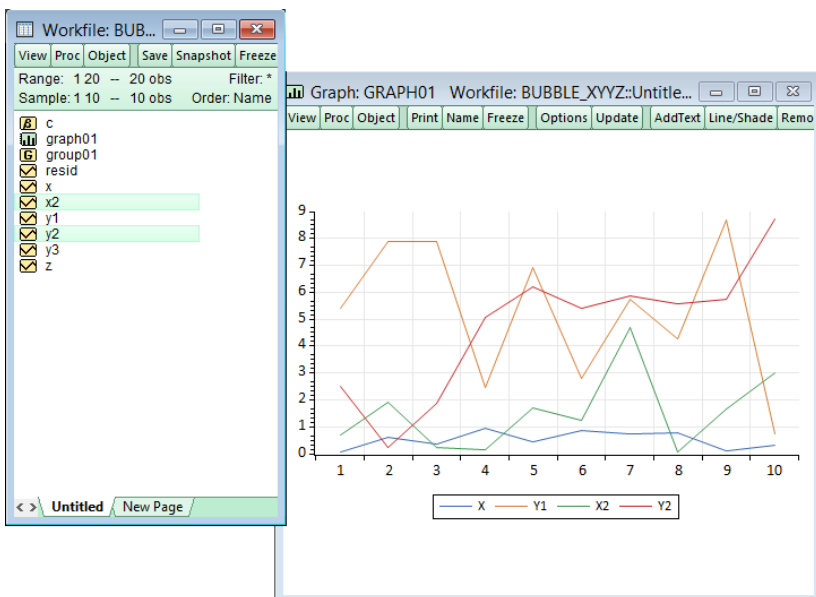 Workfile: BUB...
View Proc Object Save Snapshot Freeze
Range: 1 20 -- 20 obs Filter: *
Sample: 1 10 -- 10 obs Order: Name
β c
graph01
G group01
resid
x
x2
y1
y2
y3
z
< > Untitled New Page
Graph: GRAPH01 Workfile: BUBBLE_XYYZ::Untitle...
View Proc Object Print Name Freeze Options Update AddText Line/Shade Remo
9
8
7
6
5
4
3
2
1
0
1 2 3 4 5 6 7 8 9 10
X Y1 X2 Y2